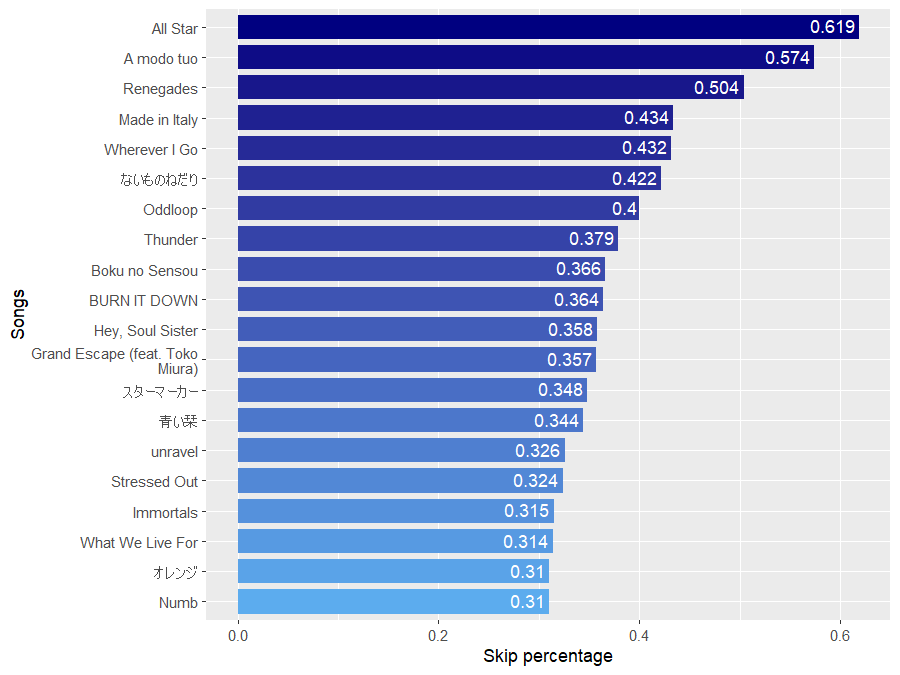 All Star
0.619
A modo tuo
0.574
Renegades
0.504
Made in Italy
0.434
Wherever I Go
0.432
ないものねだり
0.422
Oddloop
0.4
Thunder
0.379
Boku no Sensou
0.366
BURN IT DOWN
0.364
Hey, Soul Sister
0.358
Grand Escape (feat. Toko
Miura)
0.357
スターマーカー
0.348
青い栞
0.344
unravel
0.326
Stressed Out
0.324
Immortals
0.315
What We Live For
0.314
オレンジ
0.31
Numb
0.31
Songs
0.0
0.2
0.4
0.6
Skip percentage